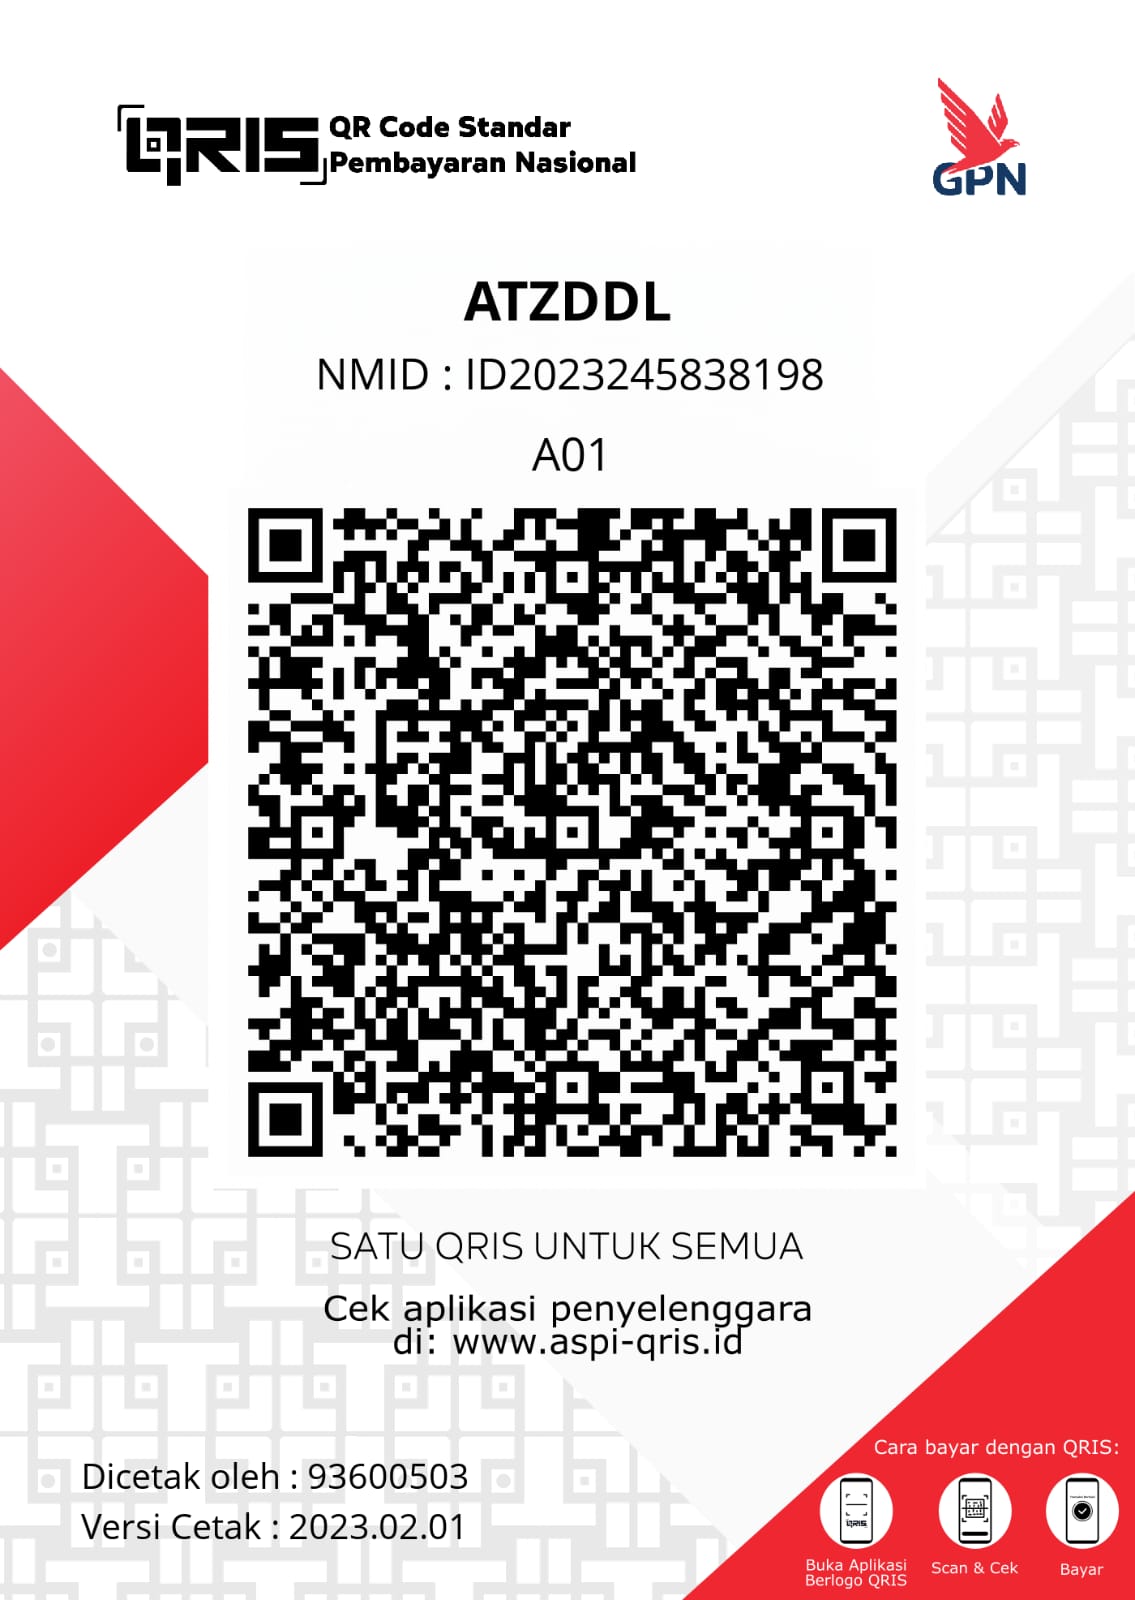 QRIS
QR Code Standar
Pembayaran Nasional
GPN
ATZDDL
NMID : ID2023245838198
A01
SATU QRIS UNTUK SEMUA
Cek aplikasi penyelenggara
di: www.aspi-qris.id
Dicetak oleh : 93600503
Versi Cetak : 2023.02.01
Cara bayar dengan QRIS:
QRIS
Buka Aplikasi
Berlogo QRIS
Scan & Cek
Bayar